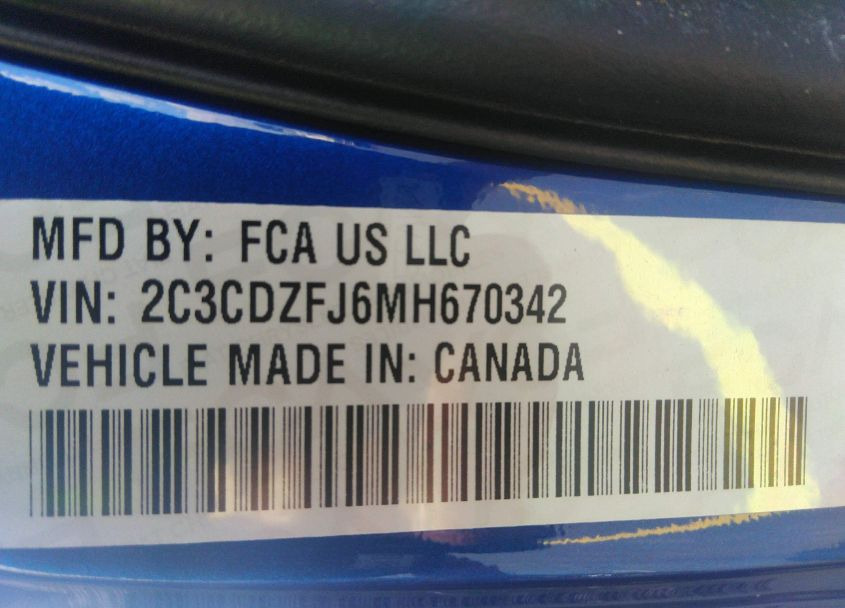 MFD BY: FCA US LLC
VIN: 2C3CDZFJ6MH670342
VEHICLE MADE IN: CANADA